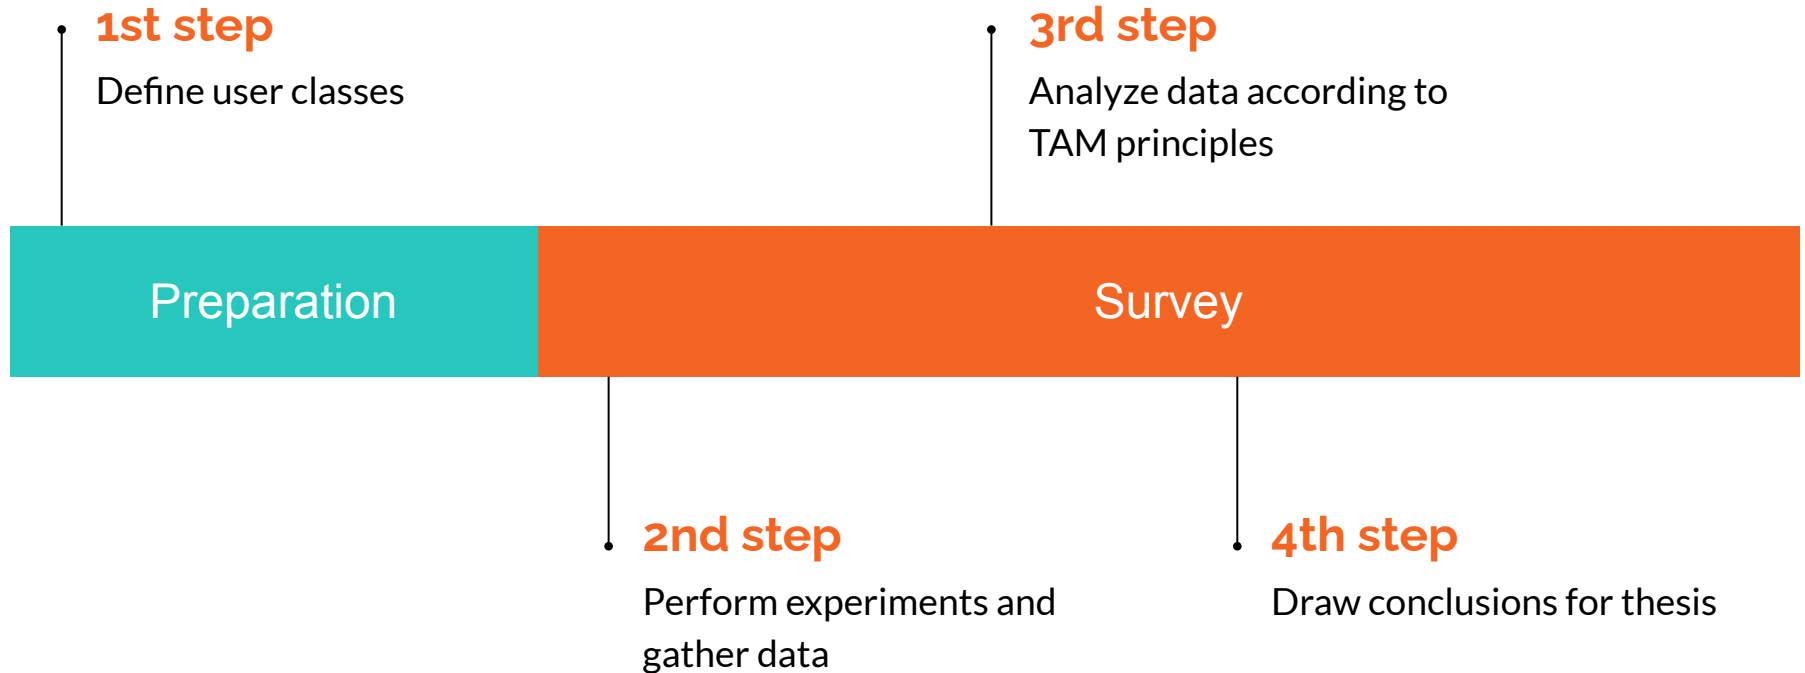 1st step
Define user classes
3rd step
Analyze data according to
TAM principles
Preparation
Survey
2nd step
Perform experiments and
gather data
4th step
Draw conclusions for thesis